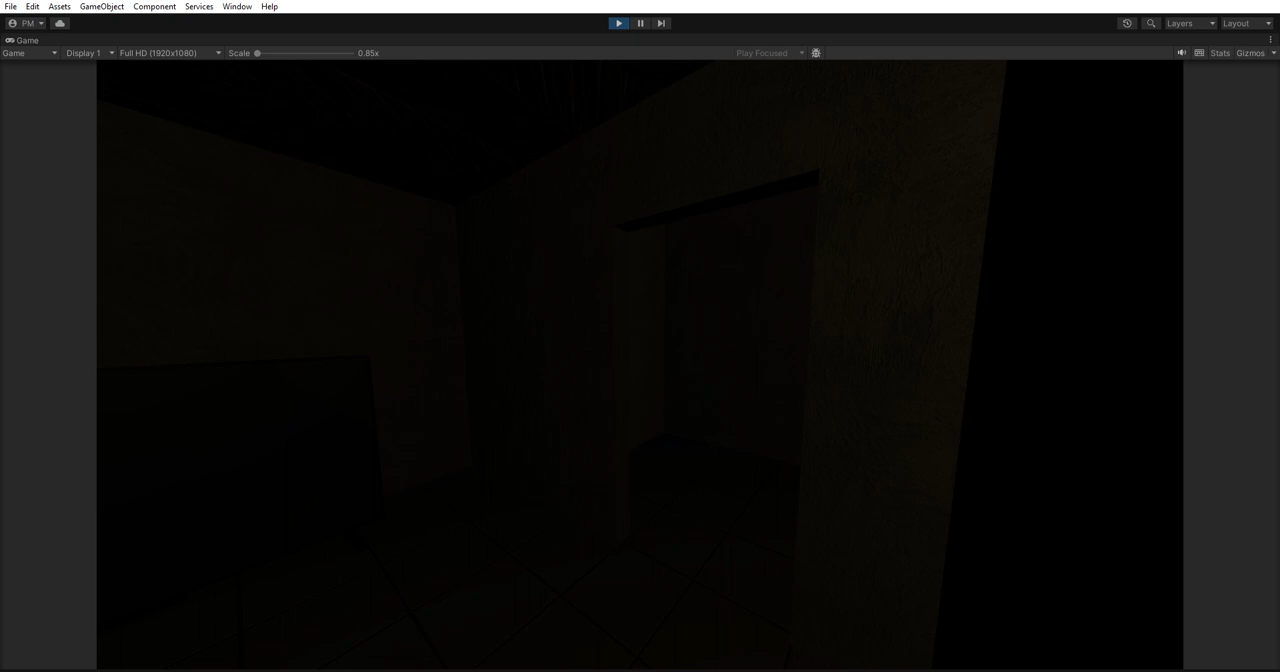 File Edit Assets GameObject Component Services Window Help
PM Layers Layout
Game
Game Display 1 Full HD (1920x1080) Scale 0.85x Play Focused Stats Gizmos